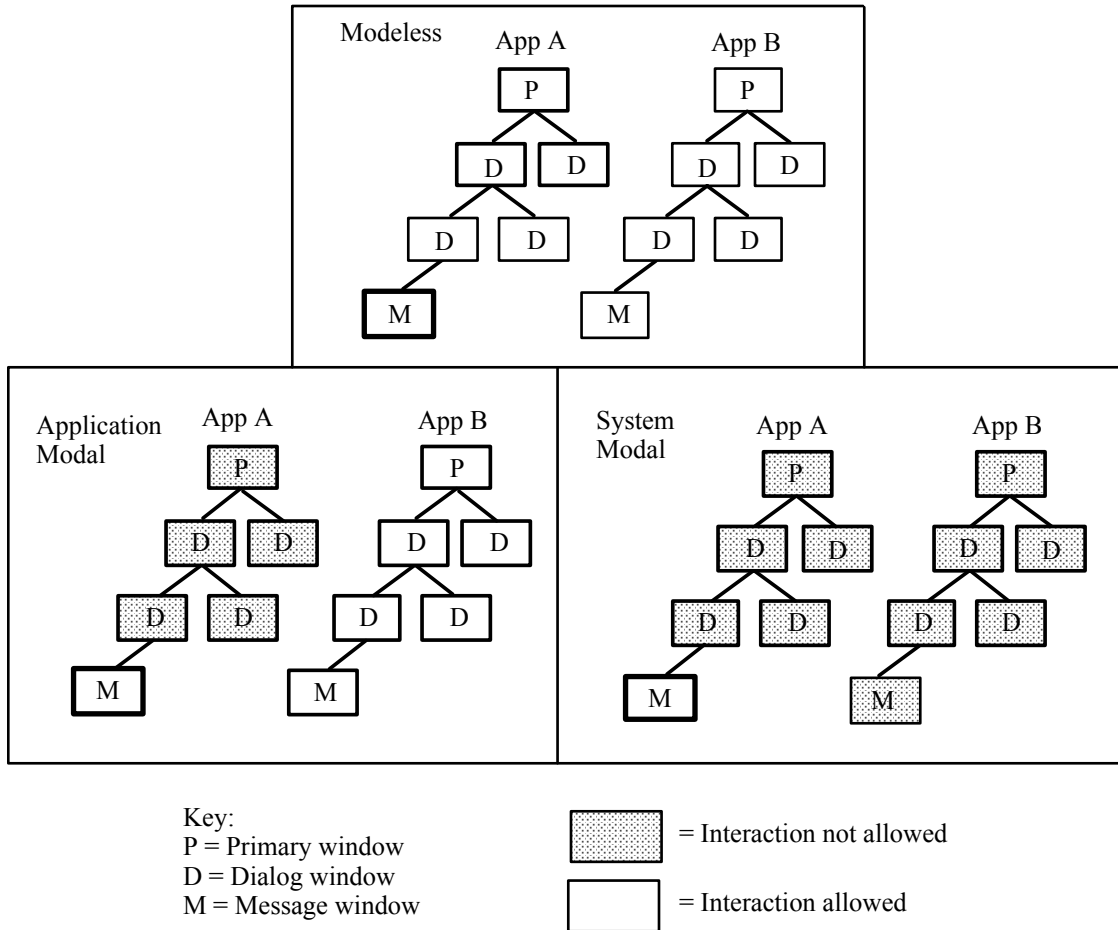 Modeless
App A
App B
P
P
D
D
D
D
D
D
D
D
M
M
Application
Modal
App A
App B
P
P
D
D
D
D
D
D
D
D
M
M
System
Modal
App A
App B
P
P
D
D
D
D
D
D
D
D
M
M
Key:
P = Primary window
D = Dialog window
M = Message window
= Interaction not allowed
= Interaction allowed